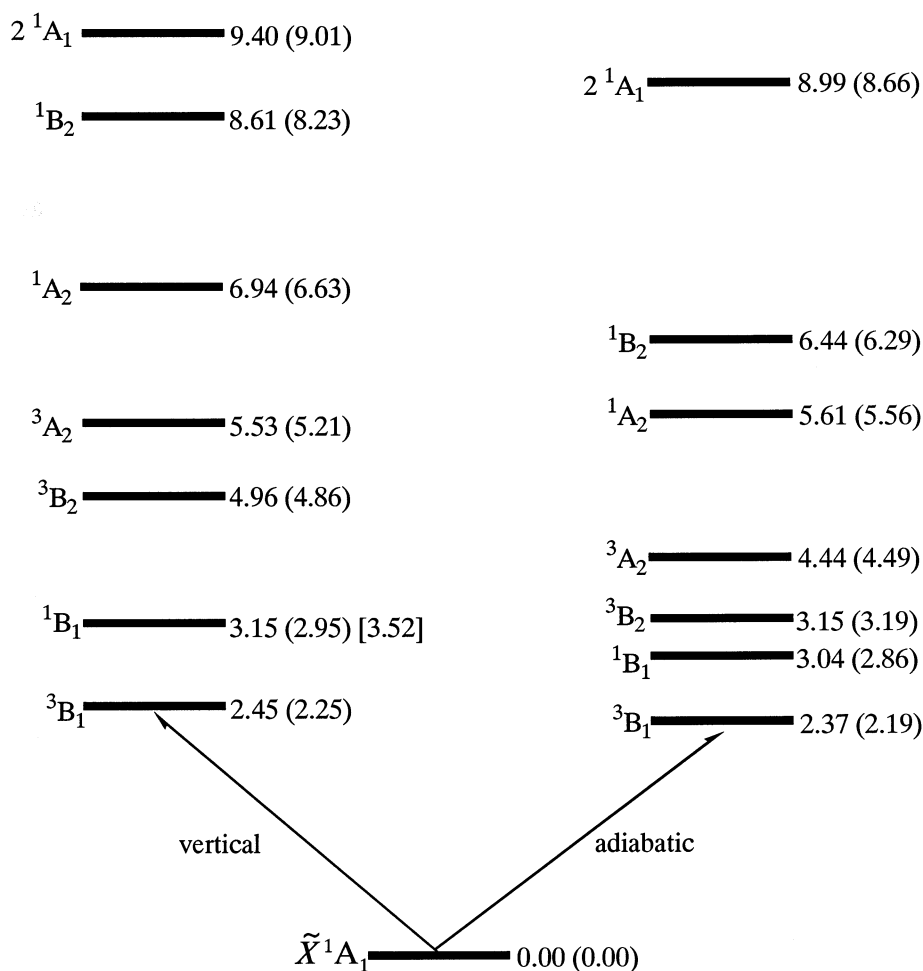 2 ¹A₁ 9.40 (9.01)
2 ¹A₁ 8.99 (8.66)
¹B₂ 8.61 (8.23)
¹A₂ 6.94 (6.63)
¹B₂ 6.44 (6.29)
¹A₂ 5.61 (5.56)
³A₂ 5.53 (5.21)
³B₂ 4.96 (4.86)
³A₂ 4.44 (4.49)
¹B₁ 3.15 (2.95) [3.52]
³B₂ 3.15 (3.19)
¹B₁ 3.04 (2.86)
³B₁ 2.45 (2.25)
³B₁ 2.37 (2.19)
vertical
adiabatic
X̃ ¹A₁ 0.00 (0.00)